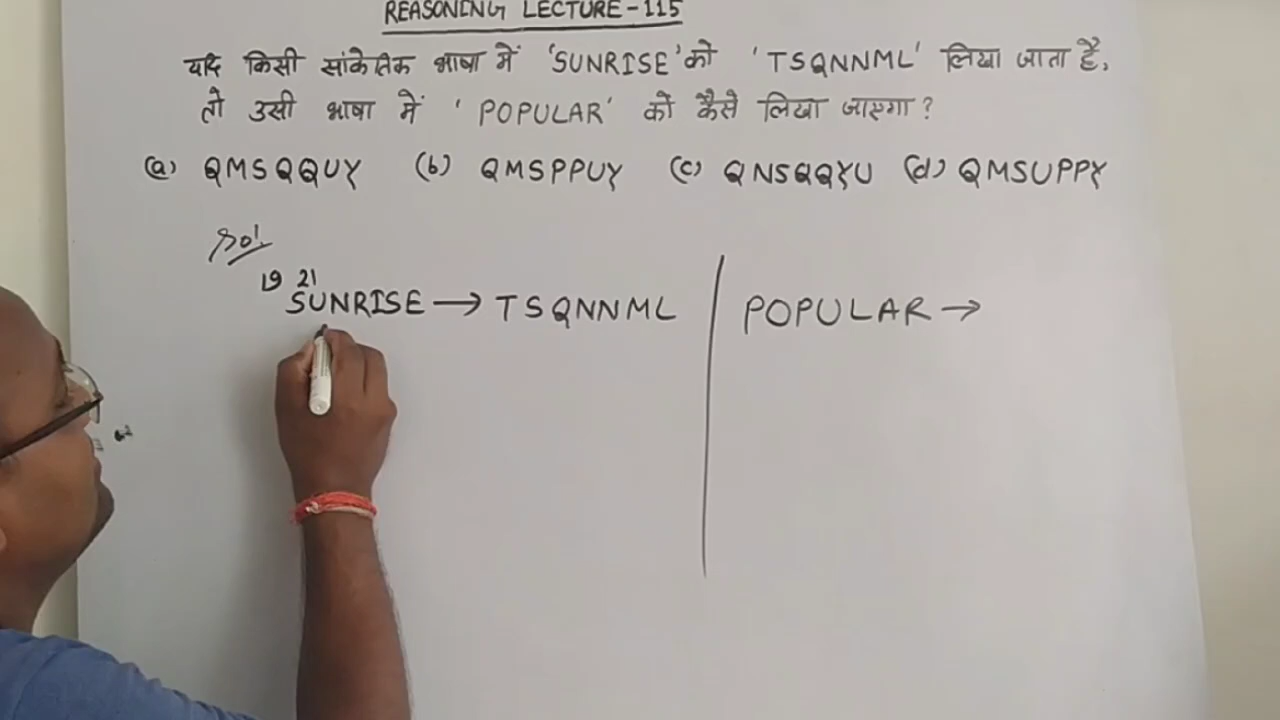 REASONING LECTURE-115
यदि किसी सांकेतिक भाषा में 'SUNRISE' को 'TSQNNML' लिखा जाता है,
तो उसी भाषा में 'POPULAR' को कैसे लिखा जाएगा?
(a) QMSQQUY (b) QMSPPUY (c) QNSQQYU (d) QMSUPPY
Sol
19 21
SUNRISE → TSQNNML POPULAR →